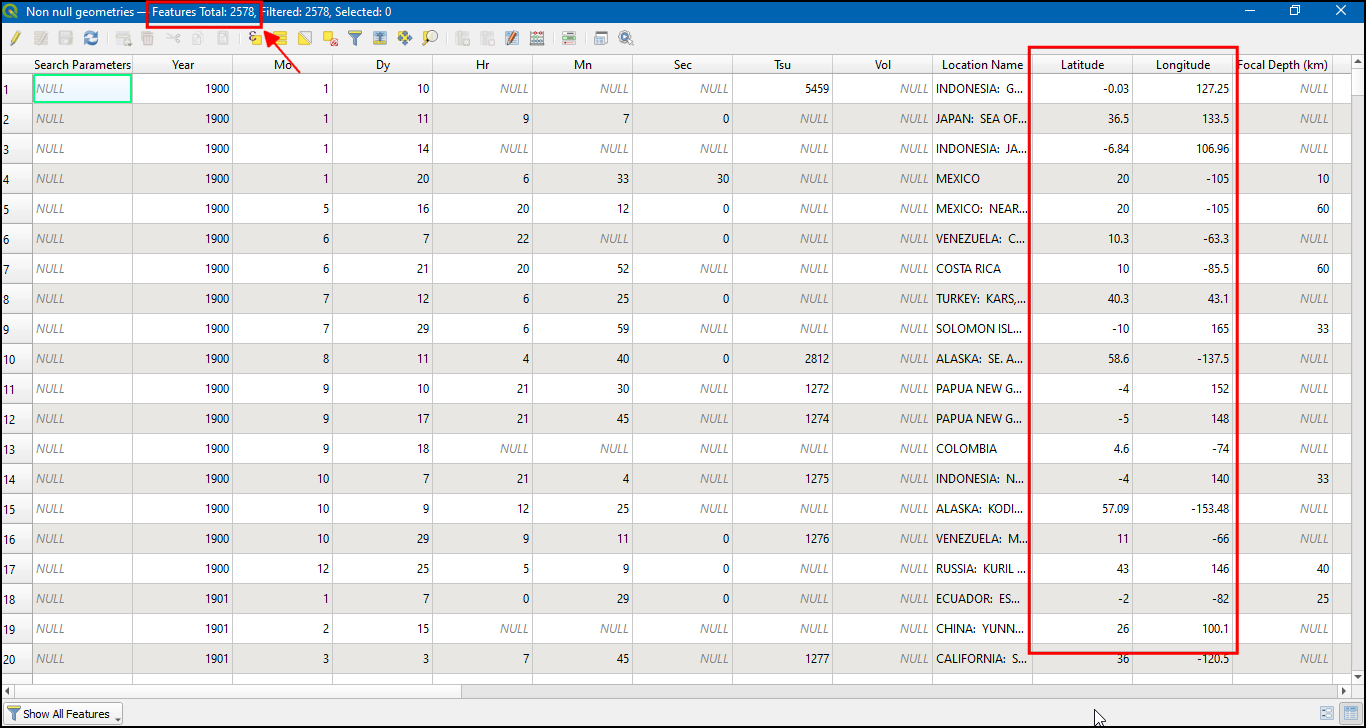 Non null geometries — Features Total: 2578, Filtered: 2578, Selected: 0
Search Parameters Year Mo Dy Hr Mn Sec Tsu Vol Location Name Latitude Longitude Focal Depth (km)
1 NULL 1900 1 10 NULL NULL NULL 5459 NULL INDONESIA: G... -0.03 127.25 NULL
2 NULL 1900 1 11 9 7 0 NULL NULL JAPAN: SEA OF... 36.5 133.5 NULL
3 NULL 1900 1 14 NULL NULL NULL NULL NULL INDONESIA: JA... -6.84 106.96 NULL
4 NULL 1900 1 20 6 33 30 NULL NULL MEXICO 20 -105 10
5 NULL 1900 5 16 20 12 0 NULL NULL MEXICO: NEAR... 20 -105 60
6 NULL 1900 6 7 22 NULL 0 NULL NULL VENEZUELA: C... 10.3 -63.3 NULL
7 NULL 1900 6 21 20 52 NULL NULL NULL COSTA RICA 10 -85.5 60
8 NULL 1900 7 12 6 25 0 NULL NULL TURKEY: KARS,... 40.3 43.1 NULL
9 NULL 1900 7 29 6 59 NULL NULL NULL SOLOMON ISL... -10 165 33
10 NULL 1900 8 11 4 40 0 2812 NULL ALASKA: SE. A... 58.6 -137.5 NULL
11 NULL 1900 9 10 21 30 NULL 1272 NULL PAPUA NEW G... -4 152 NULL
12 NULL 1900 9 17 21 45 NULL 1274 NULL PAPUA NEW G... -5 148 NULL
13 NULL 1900 9 18 NULL NULL NULL NULL NULL COLOMBIA 4.6 -74 NULL
14 NULL 1900 10 7 21 4 NULL 1275 NULL INDONESIA: N... -4 140 33
15 NULL 1900 10 9 12 25 NULL NULL NULL ALASKA: KODI... 57.09 -153.48 NULL
16 NULL 1900 10 29 9 11 0 1276 NULL VENEZUELA: M... 11 -66 NULL
17 NULL 1900 12 25 5 9 0 NULL NULL RUSSIA: KURIL ... 43 146 40
18 NULL 1901 1 7 0 29 0 NULL NULL ECUADOR: ES... -2 -82 25
19 NULL 1901 2 15 NULL NULL NULL NULL NULL CHINA: YUNN... 26 100.1 NULL
20 NULL 1901 3 3 7 45 NULL 1277 NULL CALIFORNIA: S... 36 -120.5 NULL
Show All Features